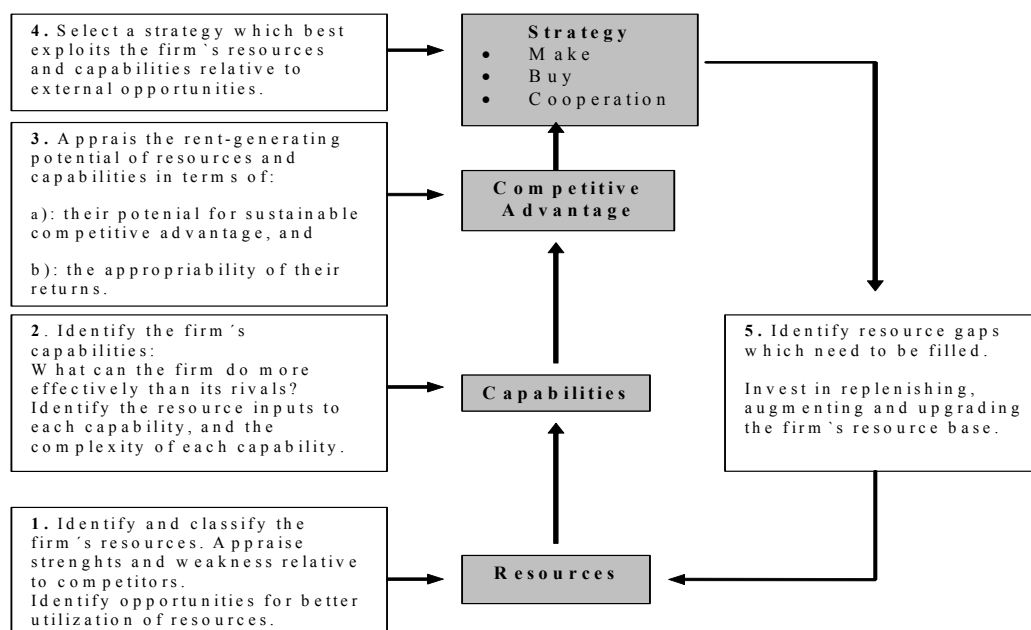 4. Select a strategy which best
exploits the firm`s resources
and capabilities relative to
external opportunities.
Strategy
• Make
• Buy
• Cooperation
3. Apprais the rent-generating
potential of resources and
capabilities in terms of:
a): their potenial for sustainable
competitive advantage, and
b): the appropriability of their
returns.
Competitive
Advantage
2. Identify the firm´s
capabilities:
What can the firm do more
effectively than its rivals?
Identify the resource inputs to
each capability, and the
complexity of each capability.
Capabilities
5. Identify resource gaps
which need to be filled.
Invest in replenishing,
augmenting and upgrading
the firm`s resource base.
1. Identify and classify the
firm´s resources. Appraise
strenghts and weakness relative
to competitors.
Identify opportunities for better
utilization of resources.
Resources